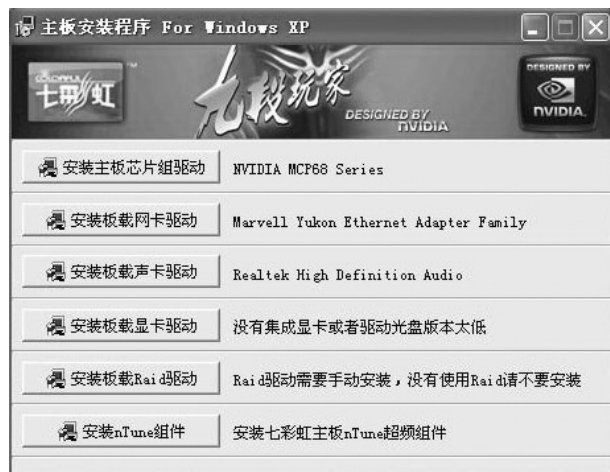 主板安装程序 For Windows XP
COLORFUL
七彩虹
TM
九段玩家
DESIGNED BY
NVIDIA
DESIGNED BY
NVIDIA.
安装主板芯片组驱动 NVIDIA MCP68 Series
安装板载网卡驱动 Marvell Yukon Ethernet Adapter Family
安装板载声卡驱动 Realtek High Definition Audio
安装板载显卡驱动 没有集成显卡或者驱动光盘版本太低
安装板载Raid驱动 Raid驱动需要手动安装，没有使用Raid请不要安装
安装nTune组件 安装七彩虹主板nTune超频组件